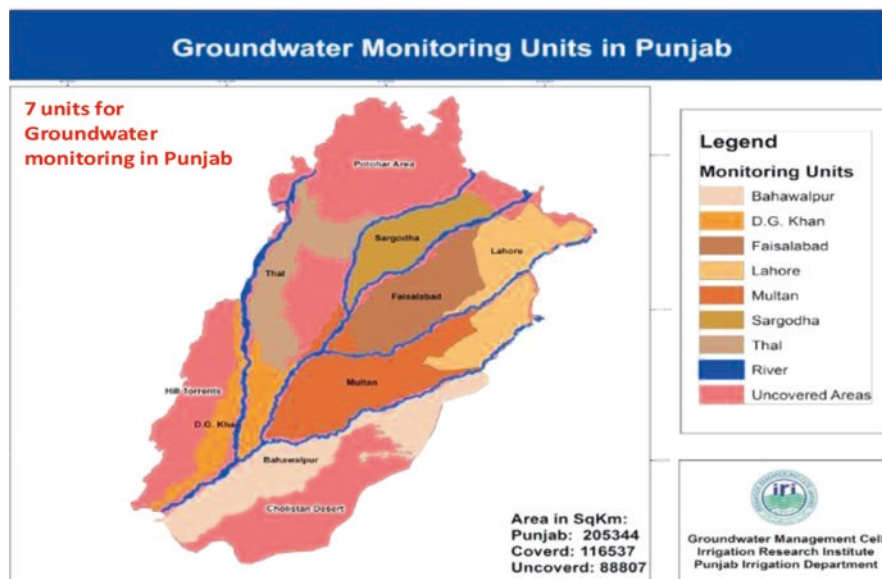 Groundwater Monitoring Units in Punjab
7 units for
Groundwater
monitoring in Punjab
Potohar Area
Sargodha
Lahore
Thal
Faisalabad
Multan
Hill Torrents
D.G. Kha
Bahawalpur
Cholistan Desert
Area in SqKm:
Punjab: 205344
Coverd: 116537
Uncoverd: 88807
Legend
Monitoring Units
Bahawalpur
D.G. Khan
Faisalabad
Lahore
Multan
Sargodha
Thal
River
Uncovered Areas
iri
Groundwater Management Cell
Irrigation Research Institute
Punjab Irrigation Department